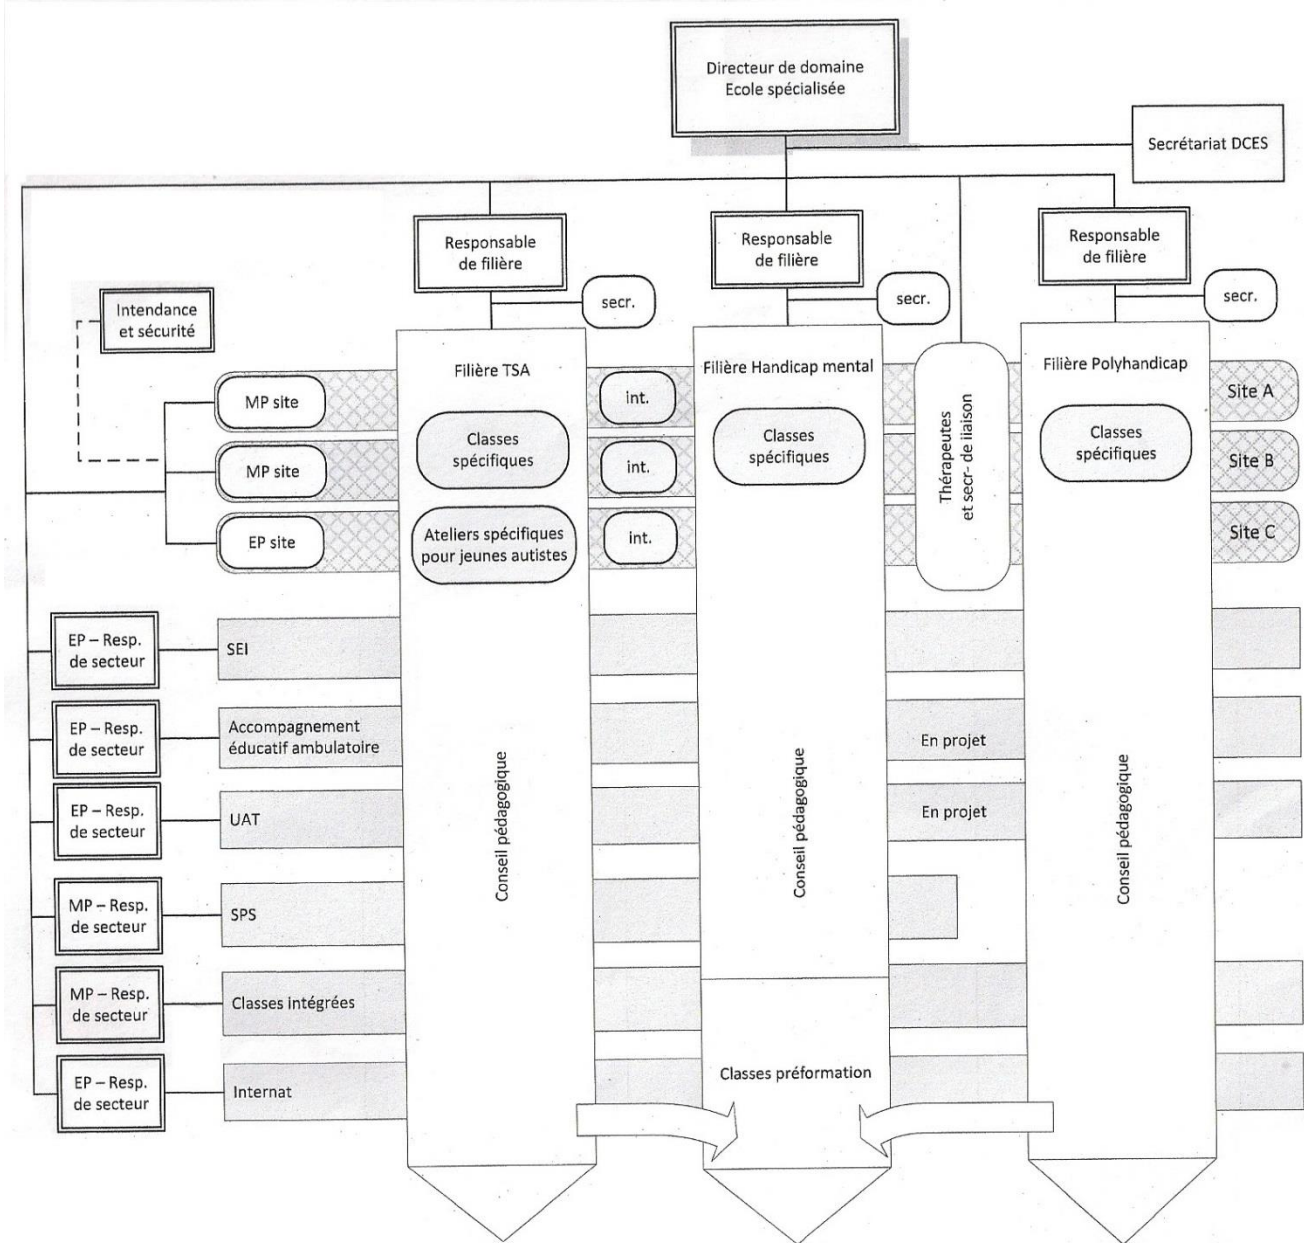 Directeur de domaine
Ecole spécialisée
Secrétariat DCES
Responsable
de filière
Responsable
de filière
Responsable
de filière
secr.
secr.
secr.
Intendance
et sécurité
Filière TSA
Filière Handicap mental
Filière Polyhandicap
MP site
int.
Site A
Classes
spécifiques
Classes
spécifiques
Classes
spécifiques
MP site
int.
Site B
Thérapeutes
et secr- de liaison
EP site
Ateliers spécifiques
pour jeunes autistes
int.
Site C
EP – Resp.
de secteur
SEI
EP – Resp.
de secteur
Accompagnement
éducatif ambulatoire
En projet
EP – Resp.
de secteur
UAT
En projet
Conseil pédagogique
Conseil pédagogique
Conseil pédagogique
MP – Resp.
de secteur
SPS
MP – Resp.
de secteur
Classes intégrées
EP – Resp.
de secteur
Internat
Classes préformation